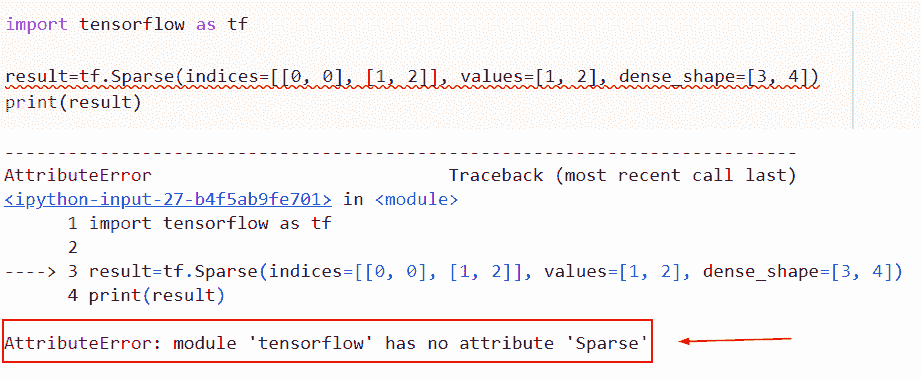 import tensorflow as tf
result=tf.Sparse(indices=[[0, 0], [1, 2]], values=[1, 2], dense_shape=[3, 4])
print(result)
---------------------------------------------------------------------------
AttributeError                            Traceback (most recent call last)
<ipython-input-27-b4f5ab9fe701> in <module>
      1 import tensorflow as tf
      2
----> 3 result=tf.Sparse(indices=[[0, 0], [1, 2]], values=[1, 2], dense_shape=[3, 4])
      4 print(result)
AttributeError: module 'tensorflow' has no attribute 'Sparse'